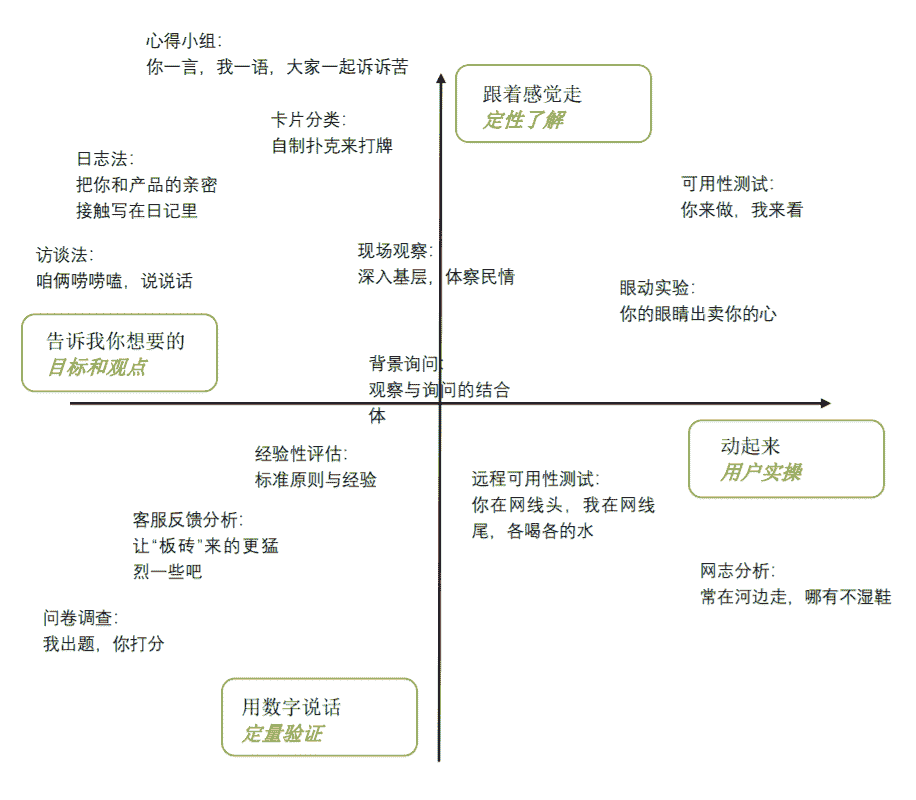 心得小组：
你一言，我一语，大家一起诉诉苦
跟着感觉走
定性了解
卡片分类：
自制扑克来打牌
日志法：
把你和产品的亲密
接触写在日记里
可用性测试：
你来做，我来看
访谈法：
咱俩唠唠嗑，说说话
现场观察：
深入基层，体察民情
眼动实验：
你的眼睛出卖你的心
告诉我你想要的
目标和观点
背景询问：
观察与询问的结合
体
动起来
用户实操
经验性评估：
标准原则与经验
远程可用性测试：
你在网线头，我在网线
尾，各喝各的水
客服反馈分析：
让“板砖”来的更猛
烈一些吧
网志分析：
常在河边走，哪有不湿鞋
问卷调查：
我出题，你打分
用数字说话
定量验证